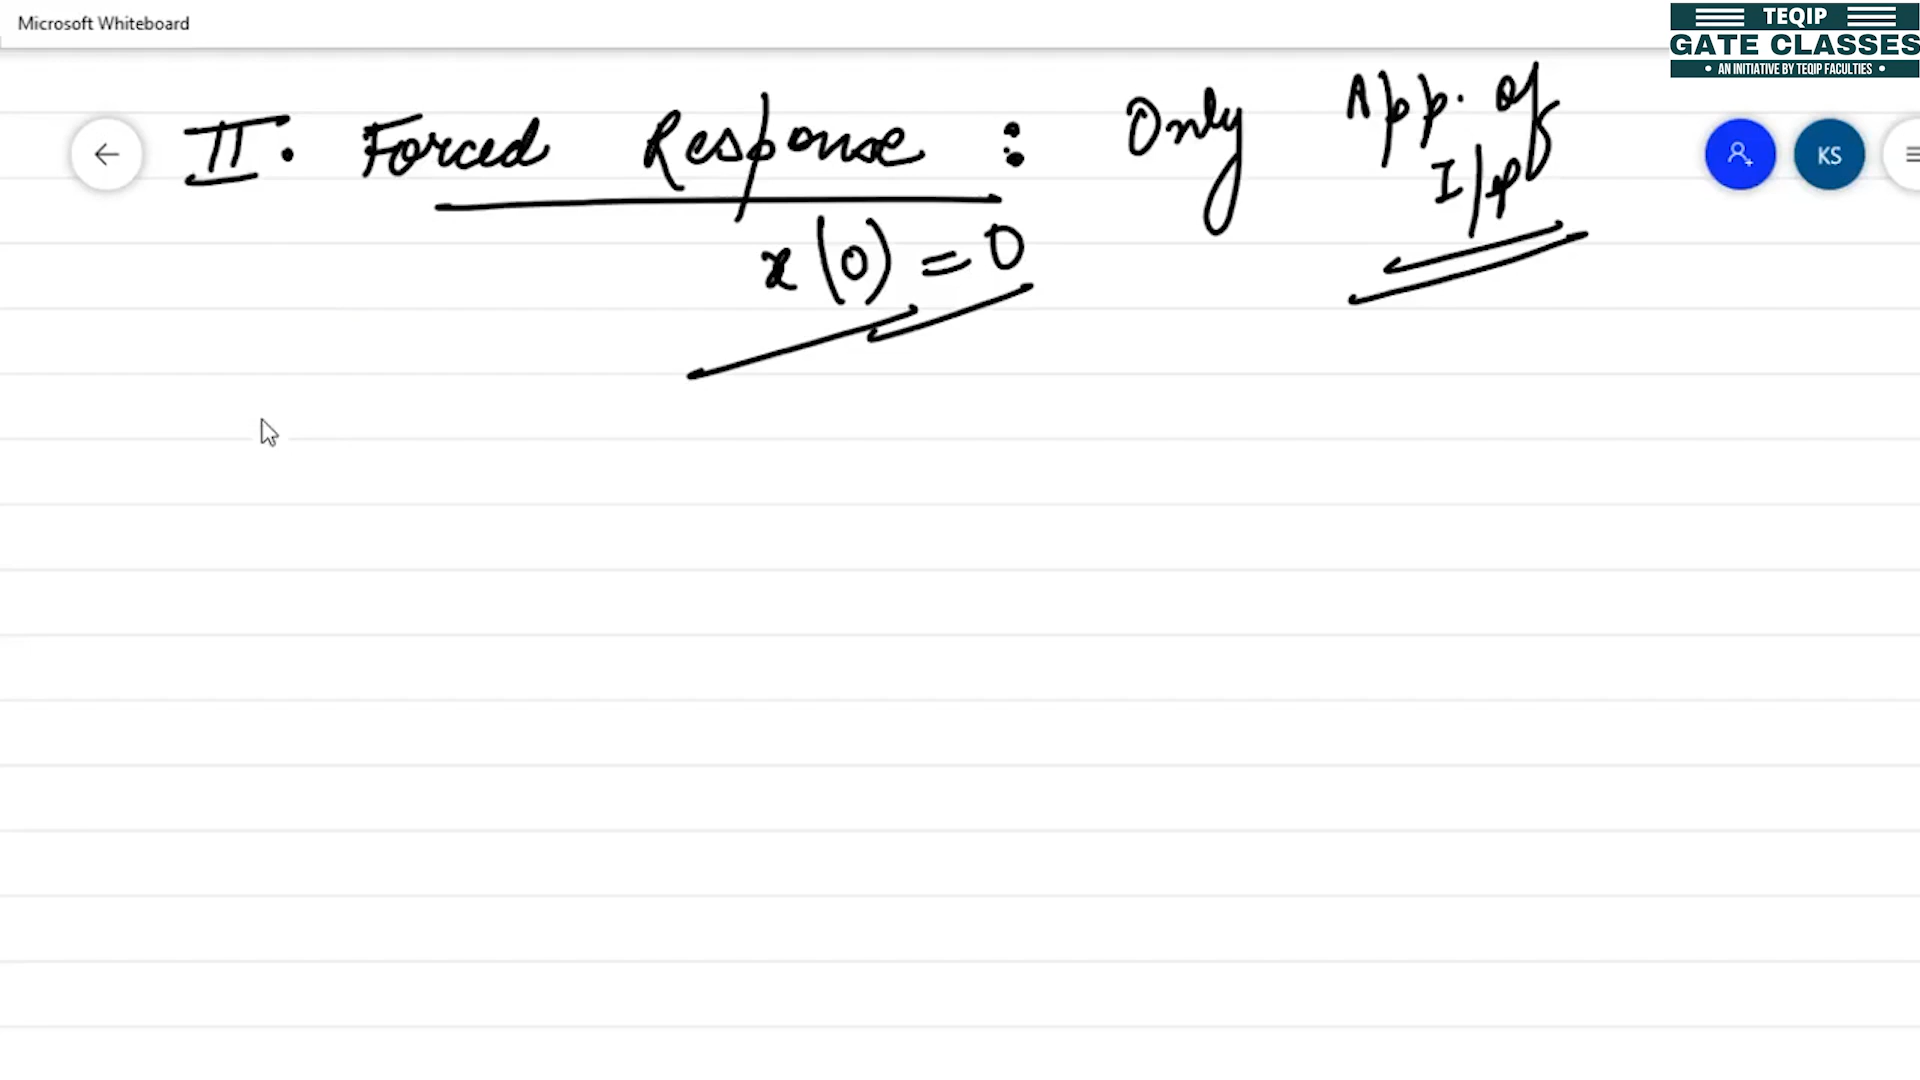 Microsoft Whiteboard
TEQIP
GATE CLASSES
• AN INITIATIVE BY TEQIP FACULTIES •
II. Forced Response : Only App. of
I/p
x(0) = 0
KS